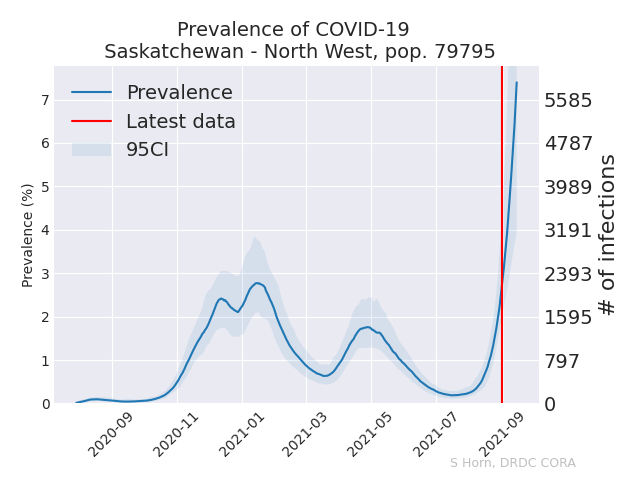 Prevalence of COVID-19
Saskatchewan - North West, pop. 79795
Prevalence
Latest data
95CI
Prevalence (%)
7
6
5
4
3
2
1
0
5585
4787
3989
3191
2393
1595
797
0
# of infections
2020-09
2020-11
2021-01
2021-03
2021-05
2021-07
2021-09
S Horn, DRDC CORA